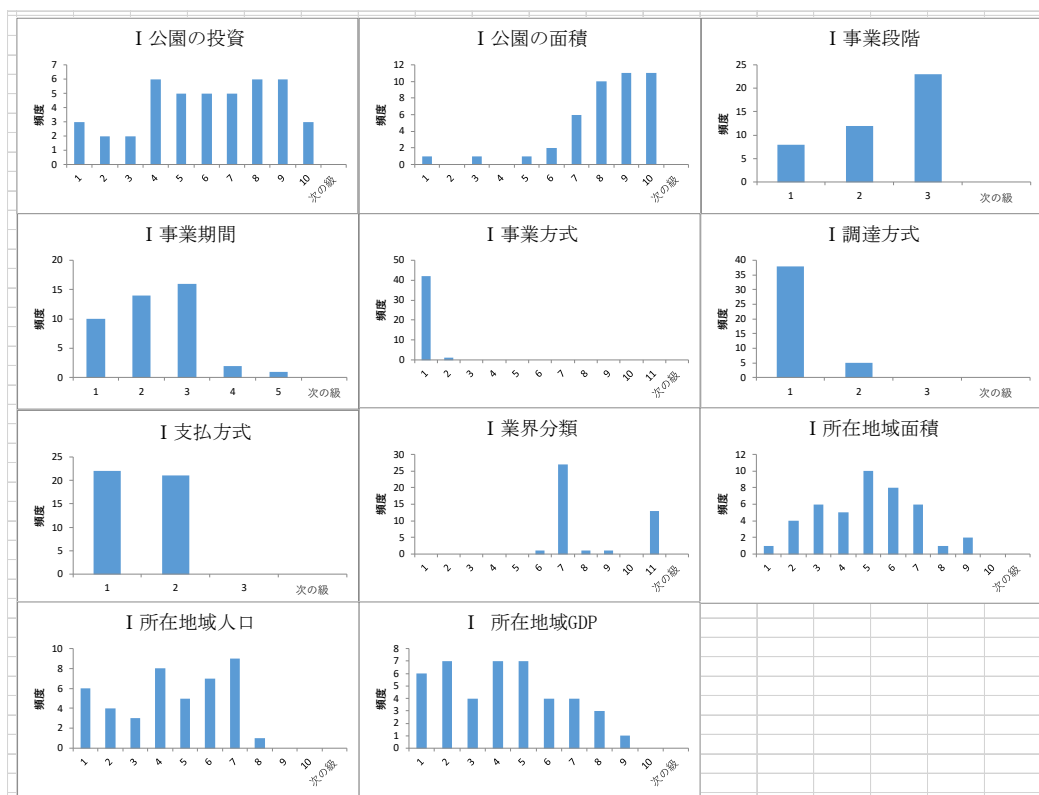 I 公園の投資
7
6
5
4
3
2
1
0
頻度
1 2 3 4 5 6 7 8 9 10 次の級
I 公園の面積
12
10
8
6
4
2
0
頻度
1 2 3 4 5 6 7 8 9 10 次の級
I 事業段階
25
20
15
10
5
0
頻度
1 2 3 次の級
I 事業期間
20
15
10
5
0
頻度
1 2 3 4 5 次の級
I 事業方式
50
40
30
20
10
0
頻度
1 2 3 4 5 6 7 8 9 10 11 次の級
I 調達方式
40
35
30
25
20
15
10
5
0
頻度
1 2 3 次の級
I 支払方式
25
20
15
10
5
0
頻度
1 2 3 次の級
I 業界分類
30
25
20
15
10
5
0
頻度
1 2 3 4 5 6 7 8 9 10 11 次の級
I 所在地域面積
12
10
8
6
4
2
0
頻度
1 2 3 4 5 6 7 8 9 10 次の級
I 所在地域人口
10
8
6
4
2
0
頻度
1 2 3 4 5 6 7 8 9 10 次の級
I 所在地域GDP
8
7
6
5
4
3
2
1
0
頻度
1 2 3 4 5 6 7 8 9 10 次の級